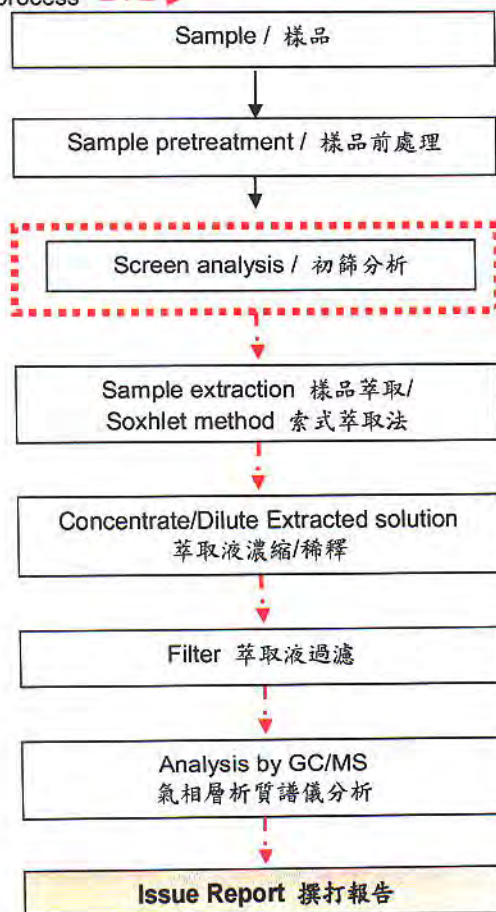 process
Sample / 樣品
Sample pretreatment / 樣品前處理
Screen analysis / 初篩分析
Sample extraction 樣品萃取/
Soxhlet method 索式萃取法
Concentrate/Dilute Extracted solution
萃取液濃縮/稀釋
Filter 萃取液過濾
Analysis by GC/MS
氣相層析質譜儀分析
Issue Report 撰打報告